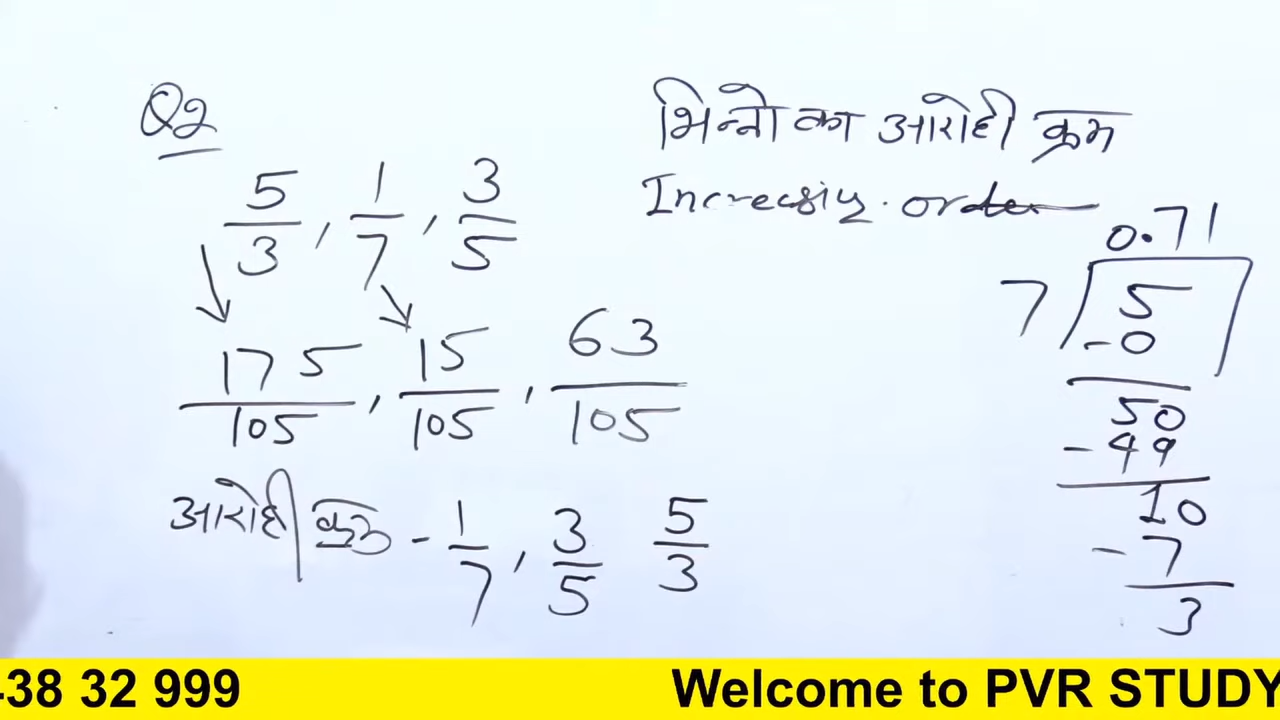 Q2
भिन्नो का आरोही क्रम
Increasing order
5/3, 1/7, 3/5
175/105, 15/105, 63/105
आरोही क्रम - 1/7, 3/5 5/3
0.71
7 5
-0
50
-49
10
-7
3
438 32 999
Welcome to PVR STUDY